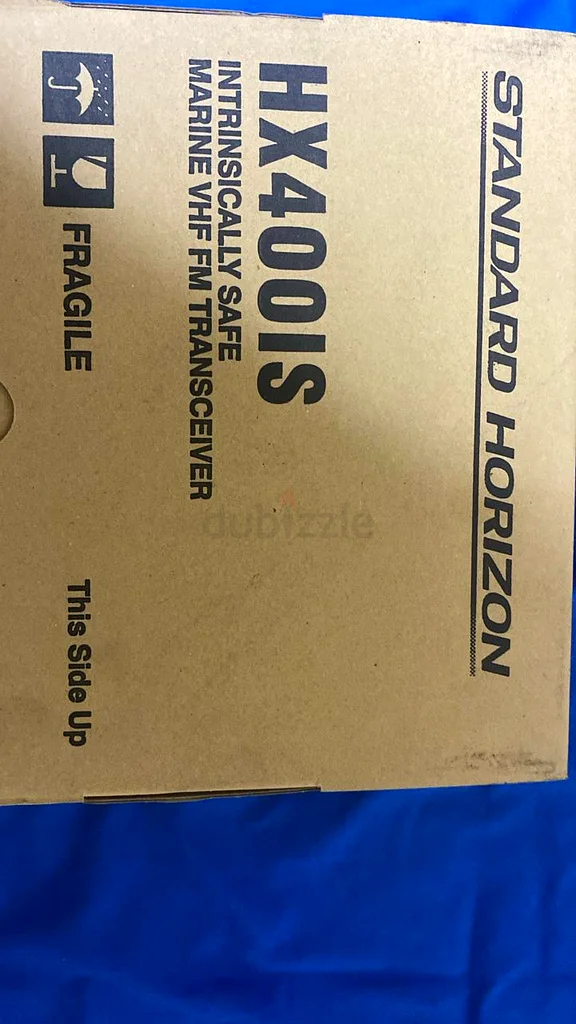 STANDARD HORIZON
HX400IS
INTRINSICALLY SAFE
MARINE VHF FM TRANSCEIVER
FRAGILE
This Side Up
dubizzle